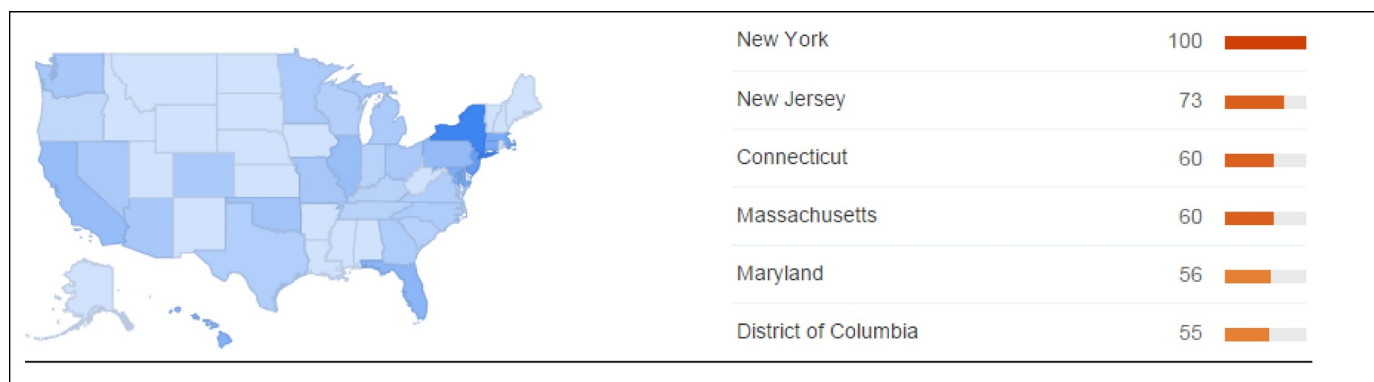 New York 100
New Jersey 73
Connecticut 60
Massachusetts 60
Maryland 56
District of Columbia 55